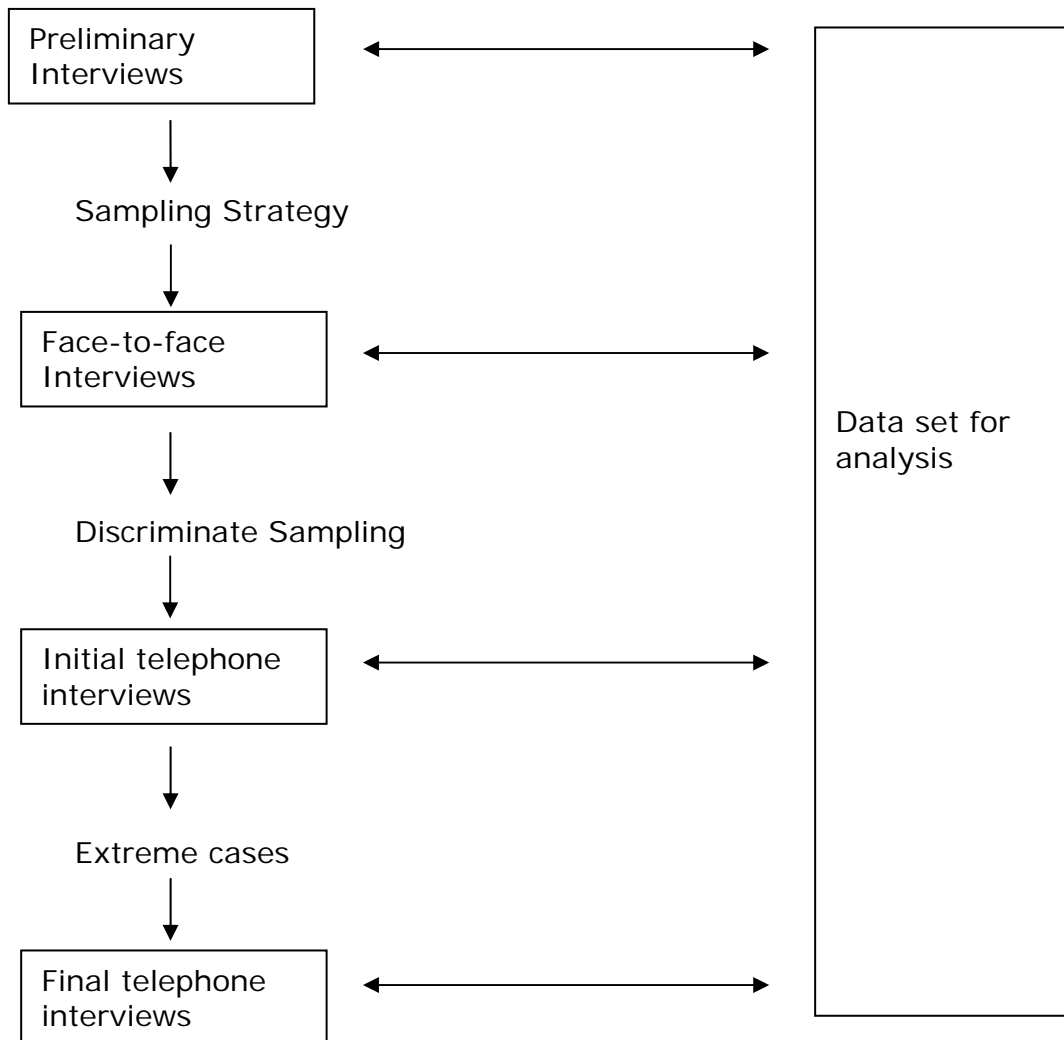 Preliminary
Interviews
Sampling Strategy
Face-to-face
Interviews
Data set for
analysis
Discriminate Sampling
Initial telephone
interviews
Extreme cases
Final telephone
interviews